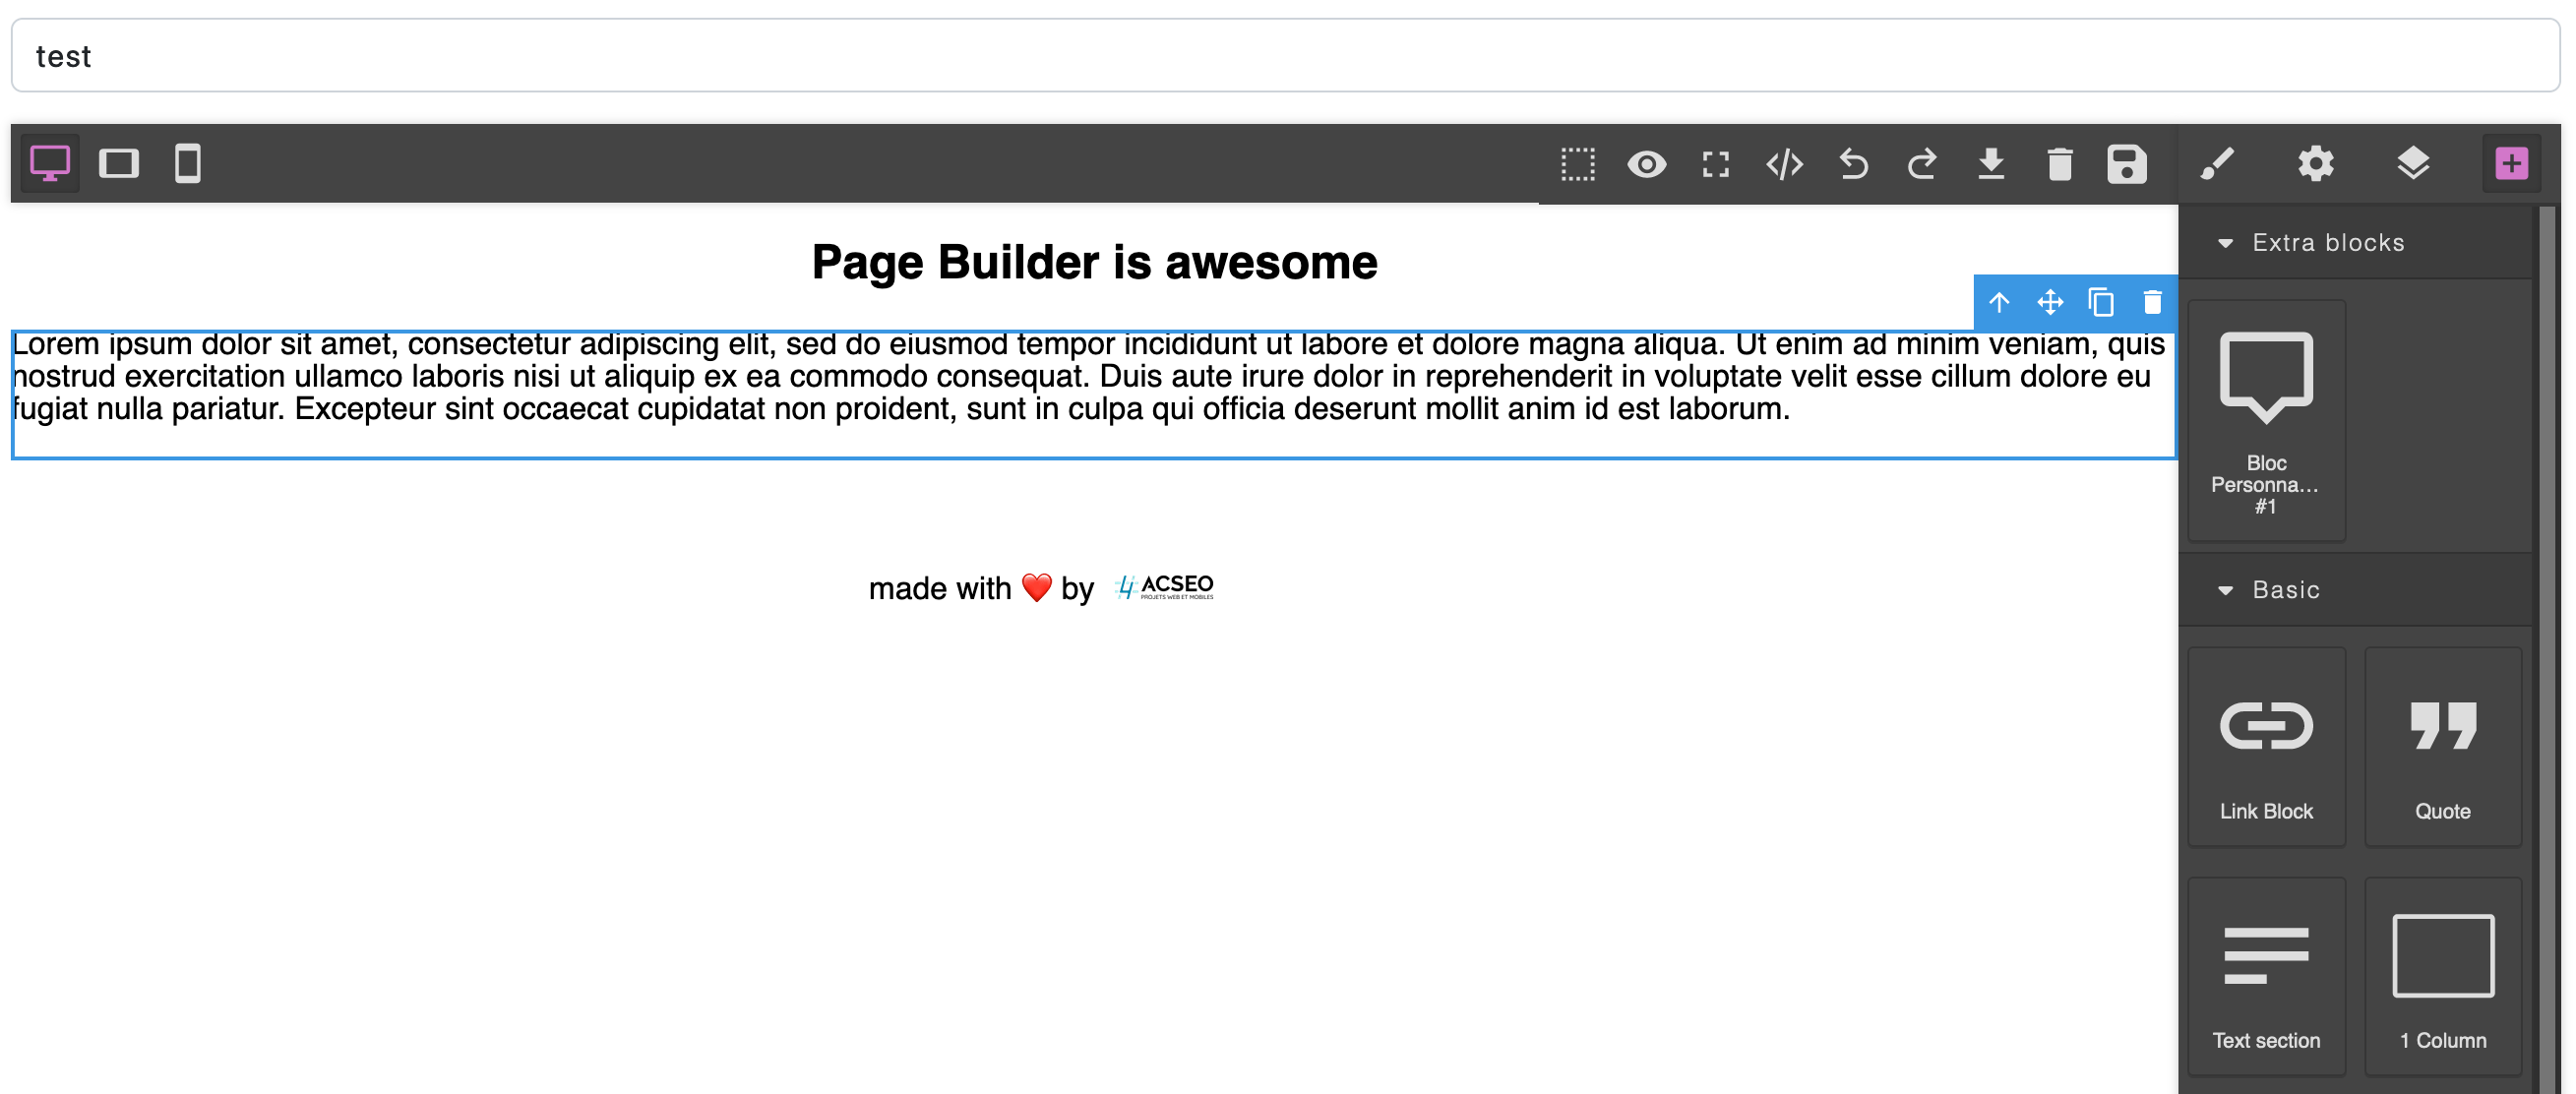 test
Page Builder is awesome
Lorem ipsum dolor sit amet, consectetur adipiscing elit, sed do eiusmod tempor incididunt ut labore et dolore magna aliqua. Ut enim ad minim veniam, quis
nostrud exercitation ullamco laboris nisi ut aliquip ex ea commodo consequat. Duis aute irure dolor in reprehenderit in voluptate velit esse cillum dolore eu
fugiat nulla pariatur. Excepteur sint occaecat cupidatat non proident, sunt in culpa qui officia deserunt mollit anim id est laborum.
made with ❤️ by ACSEO
PROJETS WEB ET MOBILES
Extra blocks
Bloc
Personna...
#1
Basic
Link Block
Quote
Text section
1 Column